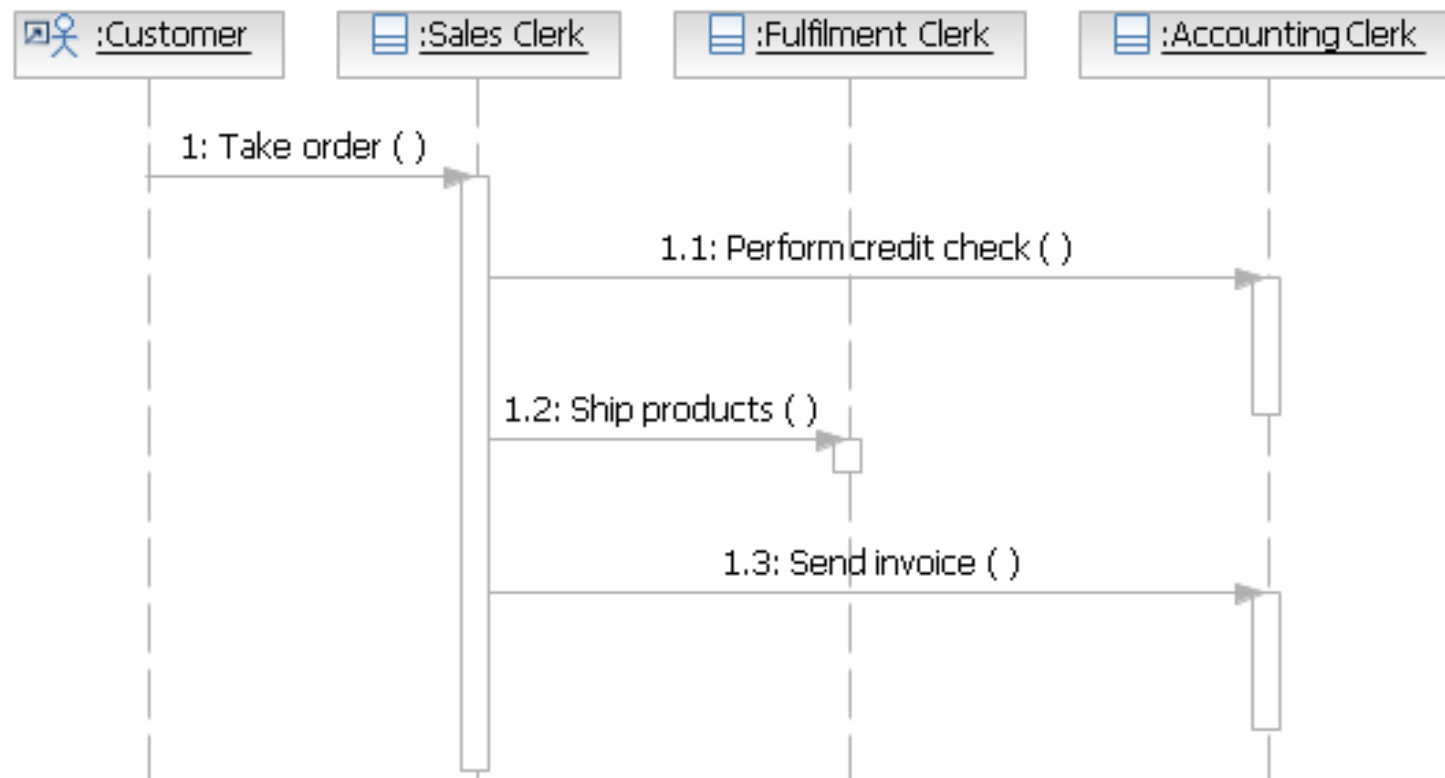 :Customer
:Sales Clerk
:Fulfilment Clerk
:Accounting Clerk
1: Take order ( )
1.1: Perform credit check ( )
1.2: Ship products ( )
1.3: Send invoice ( )